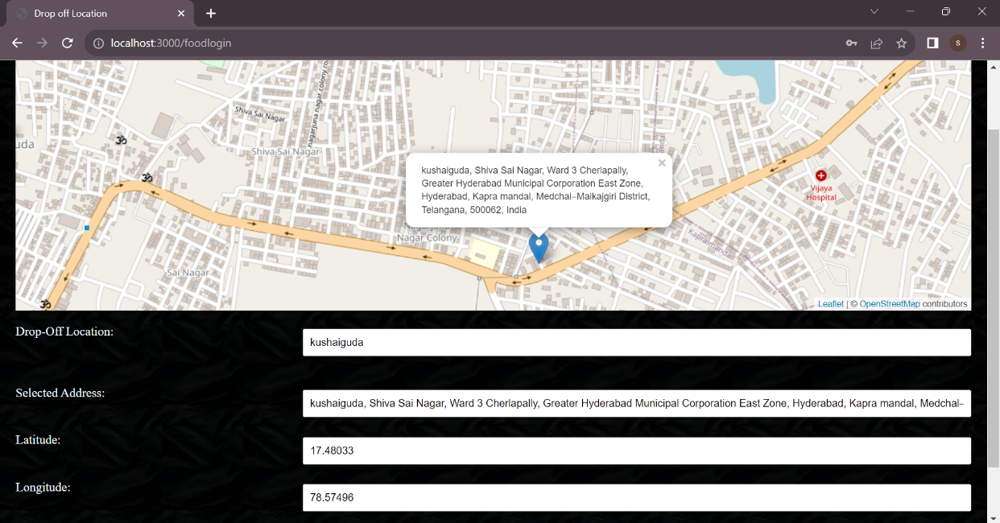 Drop off Location
localhost:3000/foodlogin
S
Shiva Sai Nagar
nagarjuna nagar colony ro
uda
Shiva Sai Nagar
kushaiguda, Shiva Sai Nagar, Ward 3 Cherlapally,
Greater Hyderabad Municipal Corporation East Zone,
Hyderabad, Kapra mandal, Medchal–Malkajgiri District,
Telangana, 500062, India
Vijaya
Hospital
Nagar Colony
Kapra mandal
Sai Nagar
Leaflet | © OpenStreetMap contributors
Drop-Off Location:
kushaiguda
Selected Address:
kushaiguda, Shiva Sai Nagar, Ward 3 Cherlapally, Greater Hyderabad Municipal Corporation East Zone, Hyderabad, Kapra mandal, Medchal–
Latitude:
17.48033
Longitude:
78.57496